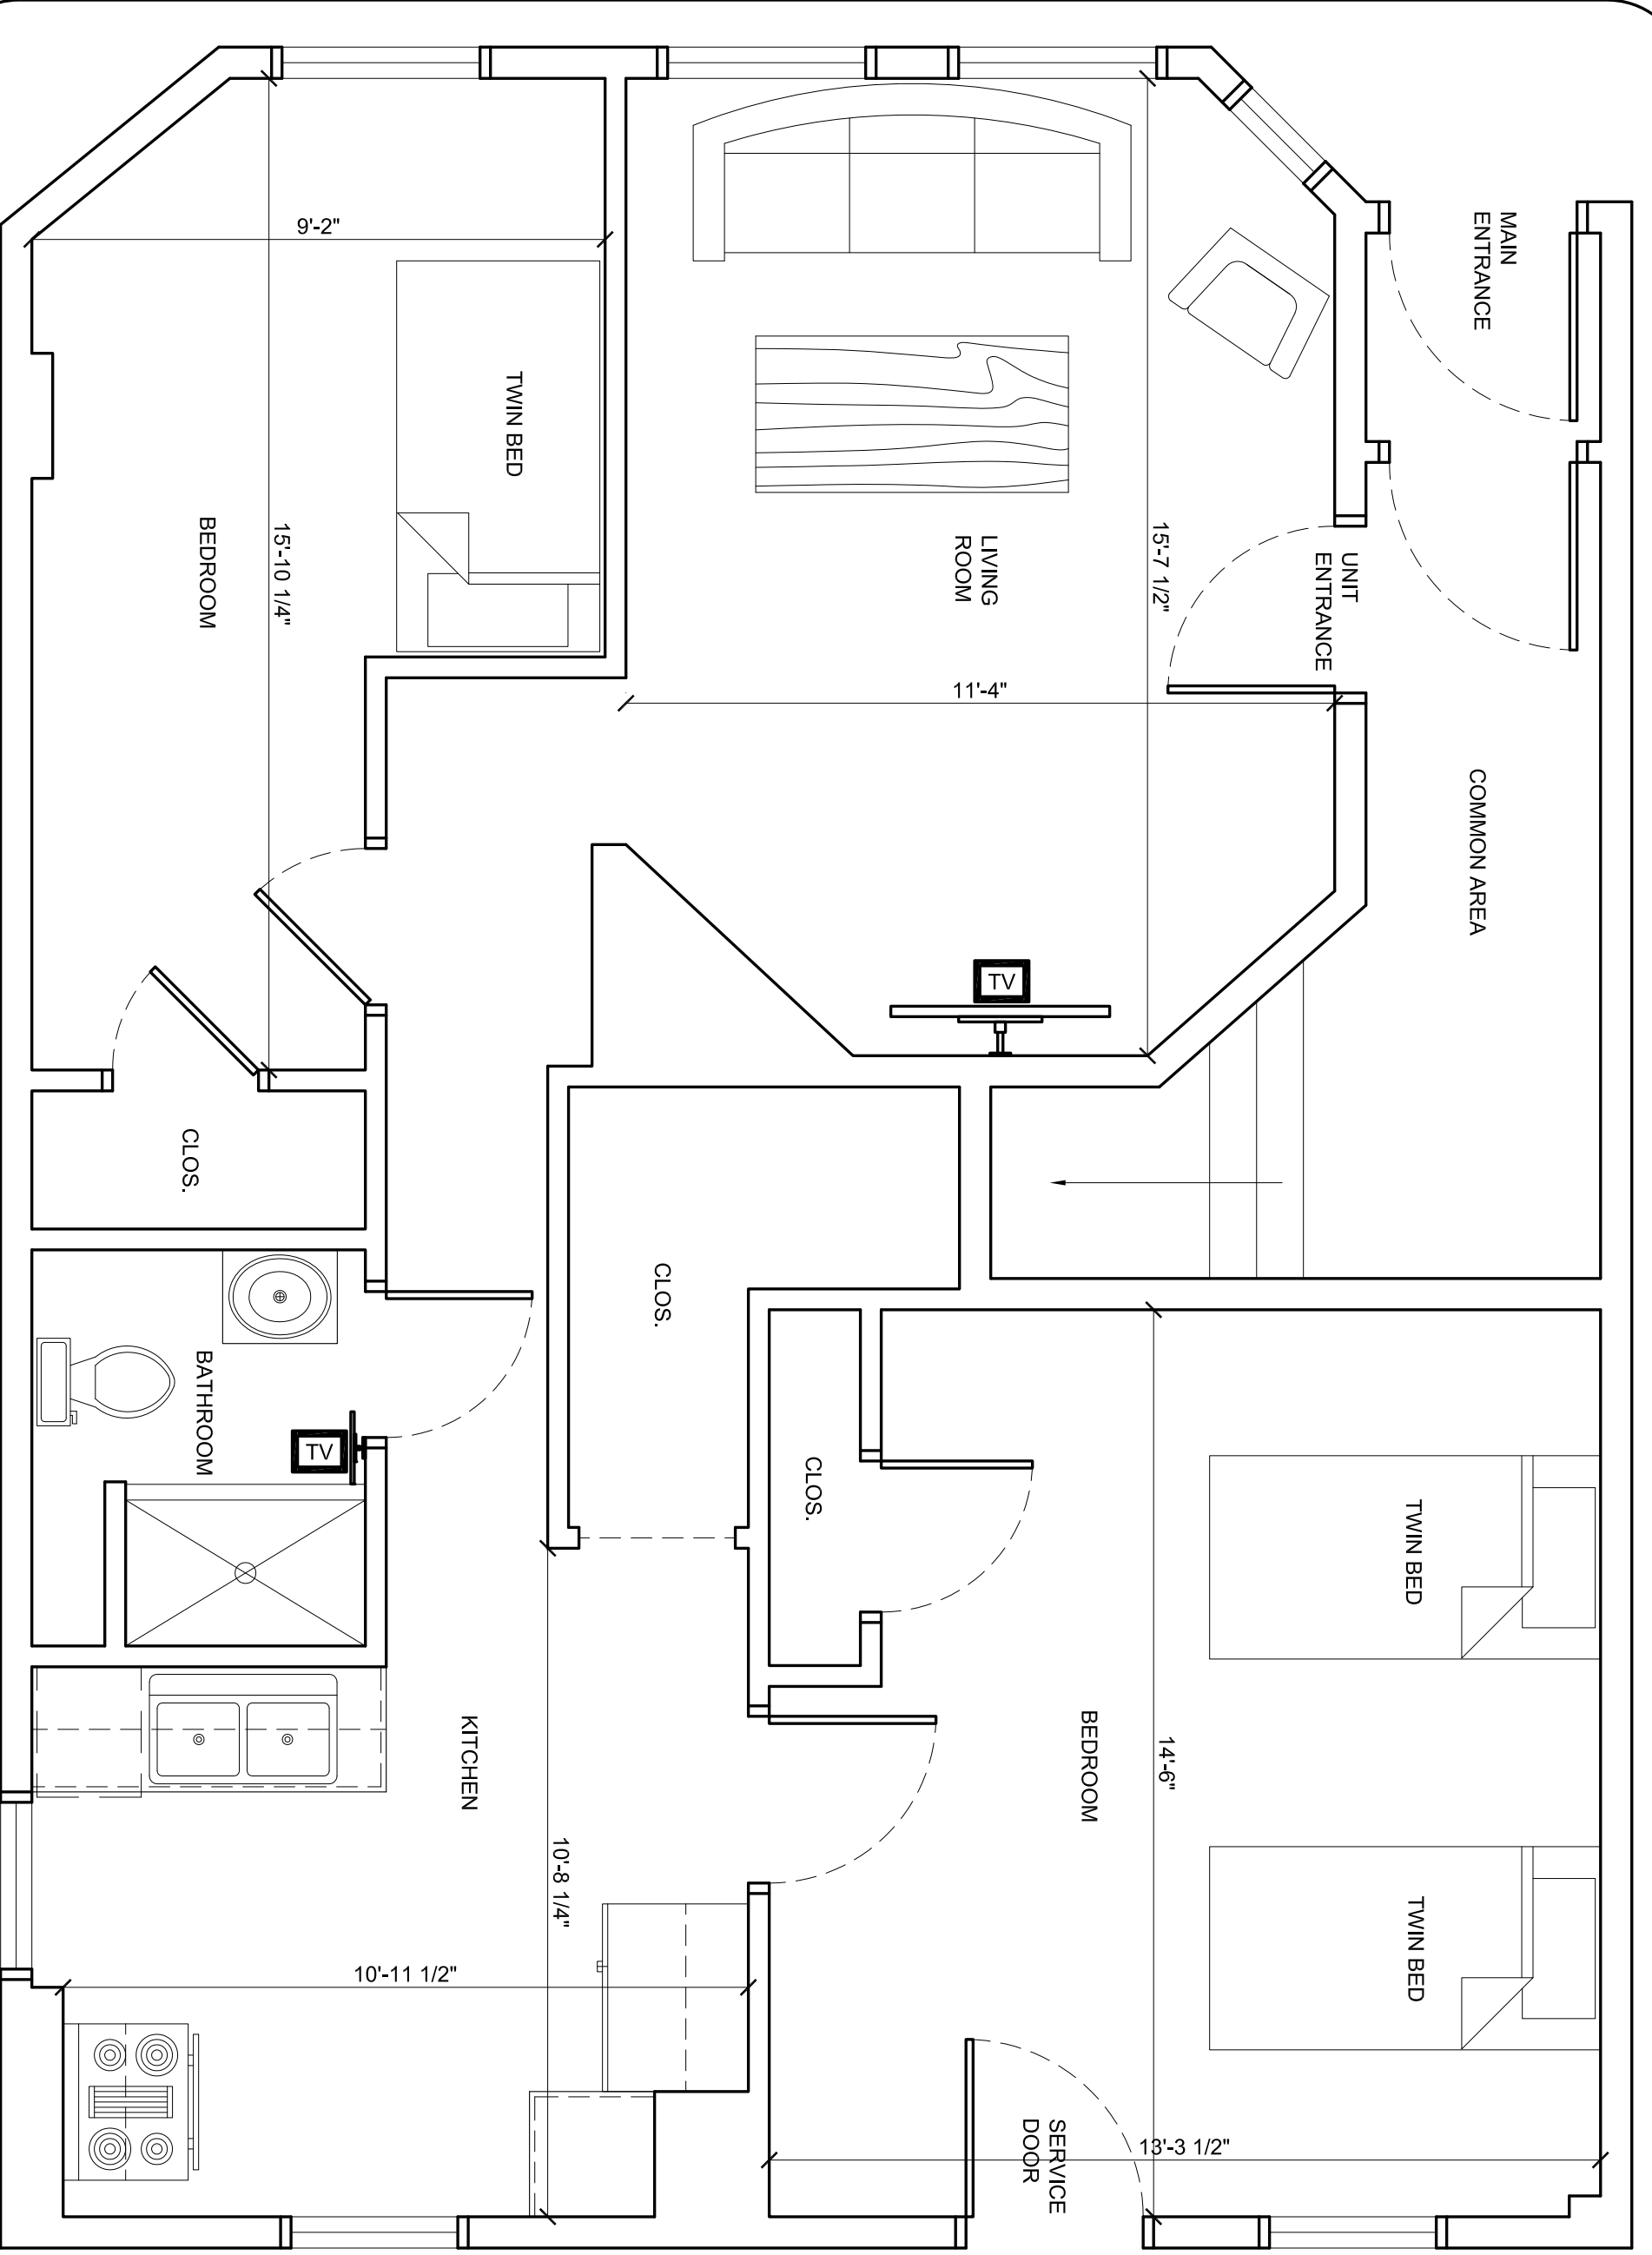 MAIN
ENTRANCE
9'-2"
TWIN BED
BEDROOM
15'-10 1/4"
LIVING
ROOM
15'-7 1/2"
UNIT
ENTRANCE
11'-4"
COMMON AREA
TV
CLOS.
CLOS.
BATHROOM
TV
CLOS.
TWIN BED
KITCHEN
BEDROOM
14'-6"
10'-8 1/4"
TWIN BED
10'-11 1/2"
SERVICE
DOOR
13'-3 1/2"